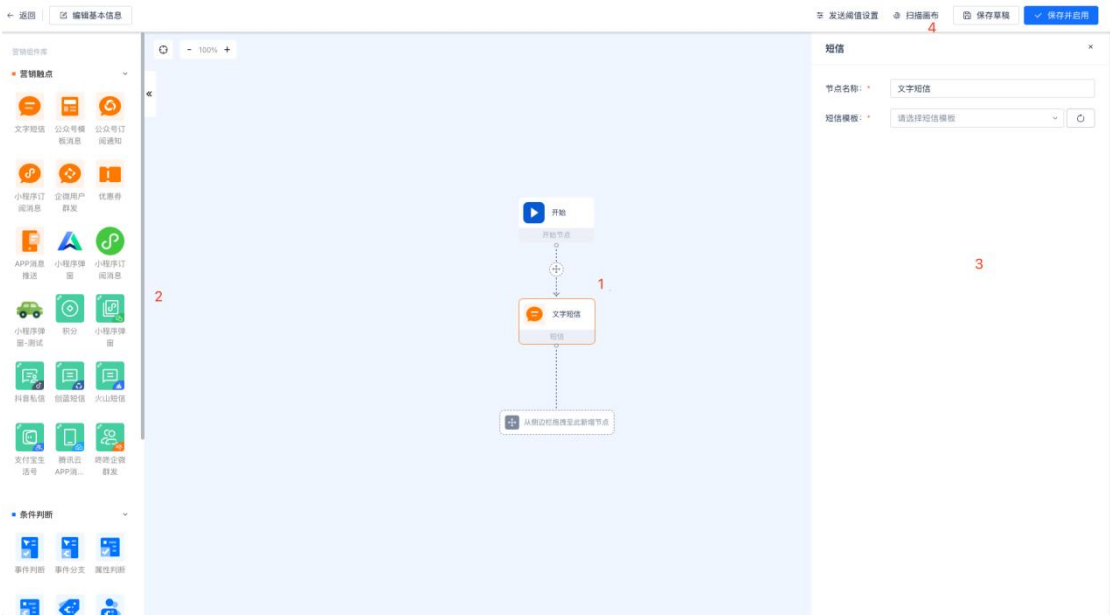 返回 编辑基本信息 发送阈值设置 扫描画布 保存草稿 保存并启用
4
营销组件库
营销触点
文字短信 公众号模板消息 公众号订阅通知
小程序订阅消息 企微用户群发 优惠券
APP消息推送 小程序弹窗 小程序订阅消息
小程序弹窗-测试 积分 小程序弹窗
抖音私信 创蓝短信 火山短信
支付宝生活号 腾讯云APP消... 咚咚企微群发
条件判断
事件判断 事件分支 属性判断
- 100% +
«
2
开始
开始节点
1
文字短信
短信
从侧边栏拖拽至此新增节点
短信 ×
节点名称: * 文字短信
短信模板: * 请选择短信模板
3